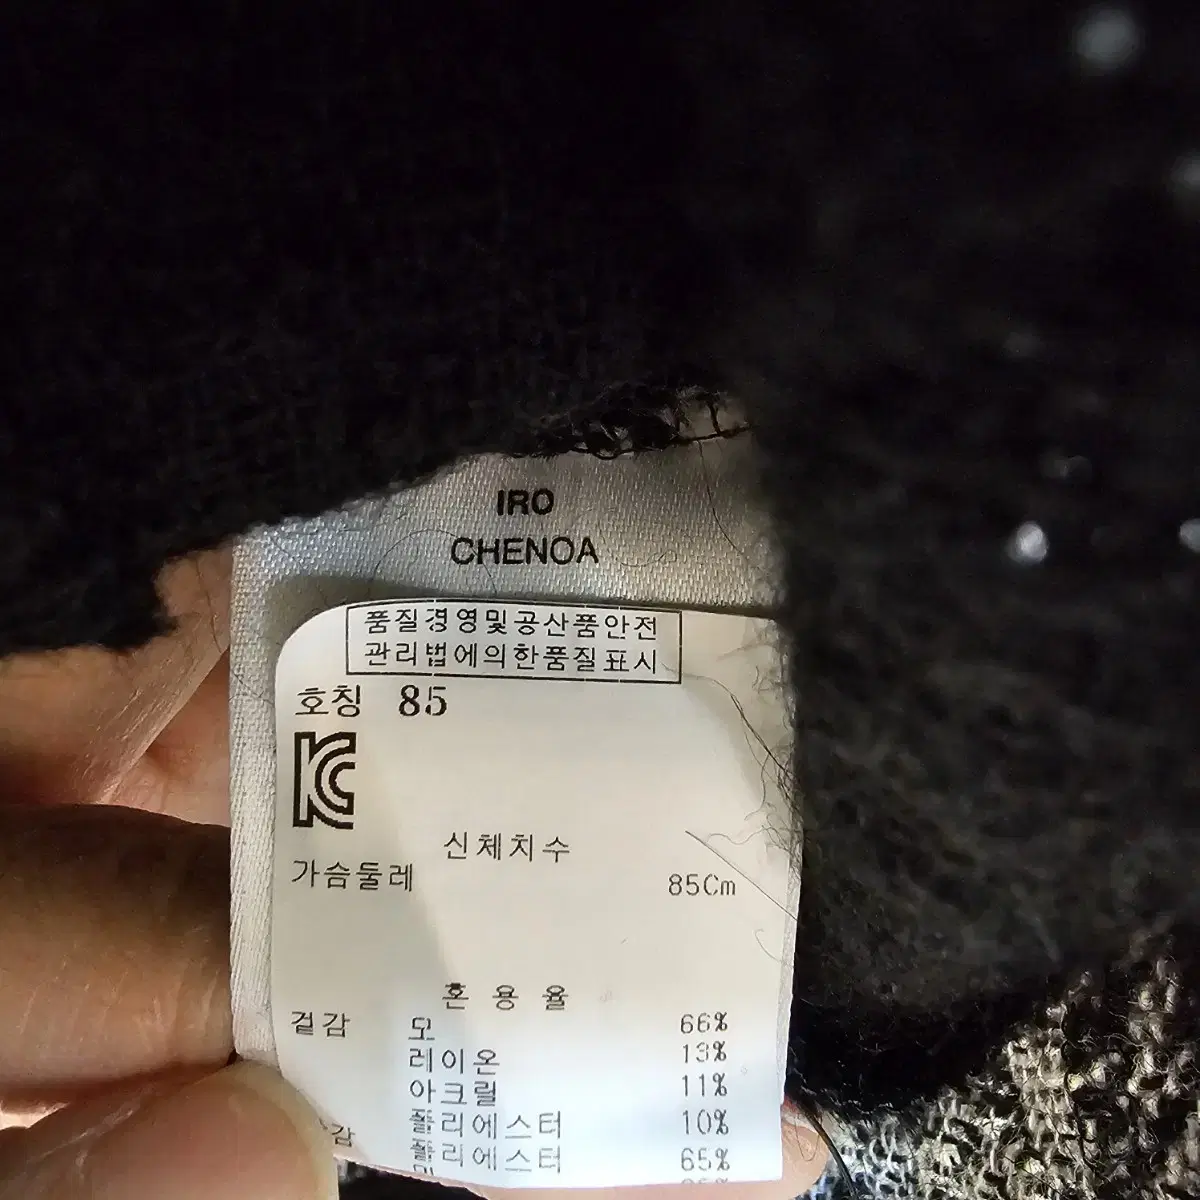 IRO
CHENOA
품질경영및공산품안전
관리법에의한품질표시
호칭 85
신체치수
가슴둘레 85Cm
혼용율
겉감 모 66%
레이온 13%
아크릴 11%
폴리에스터 10%
폴리에스터 65%